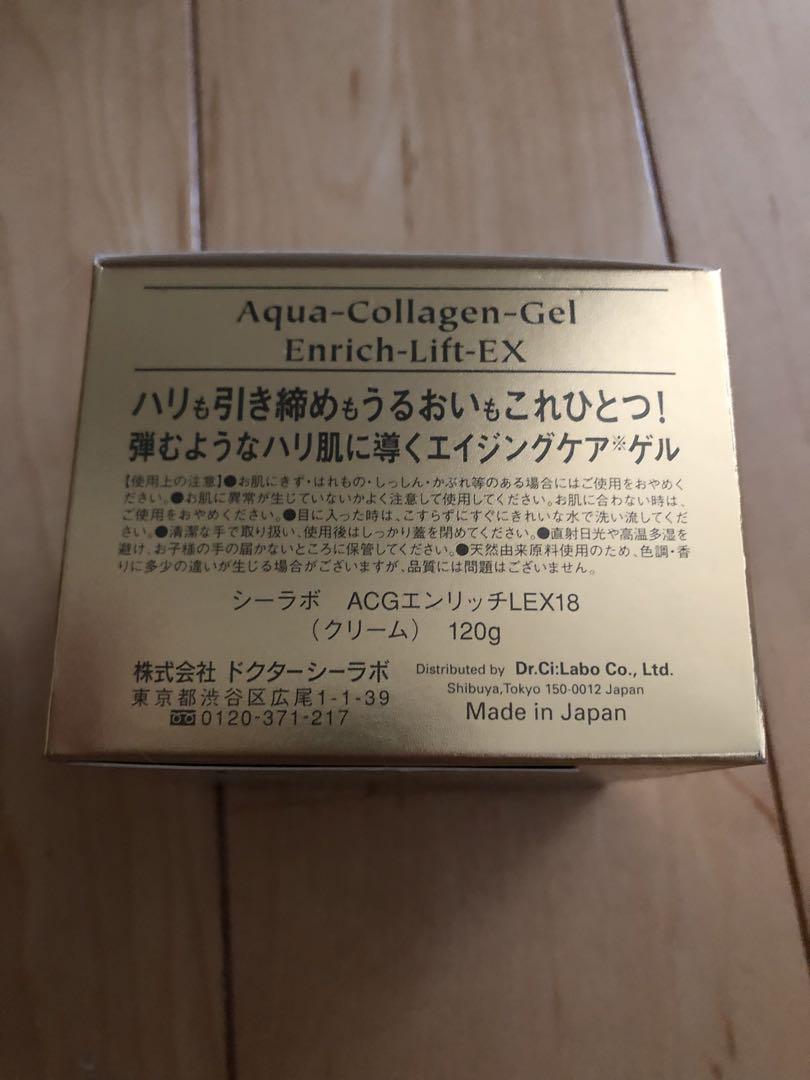 Aqua-Collagen-Gel
Enrich-Lift-EX
ハリも引き締めもうるおいもこれひとつ!
弾むようなハリ肌に導くエイジングケア※ゲル
【使用上の注意】●お肌にきず・はれもの・しっしん・かぶれ等のある場合にはご使用をおやめく
ださい。●お肌に異常が生じていないかよく注意して使用してください。お肌に合わない時は、
ご使用をおやめください。●目に入った時は、こすらずにすぐにきれいな水で洗い流してくだ
さい。●清潔な手で取り扱い、使用後はしっかり蓋を閉めてください。●直射日光や高温多湿を
避け、お子様の手の届かないところに保管してください。●天然由来原料使用のため、色調・香
りに多少の違いが生じる場合がございますが、品質には問題はございません。
シーラボ ACGエンリッチLEX18
（クリーム） 120g
株式会社 ドクターシーラボ
東京都渋谷区広尾1-1-39
0120-371-217
Distributed by Dr.Ci:Labo Co., Ltd.
Shibuya,Tokyo 150-0012 Japan
Made in Japan